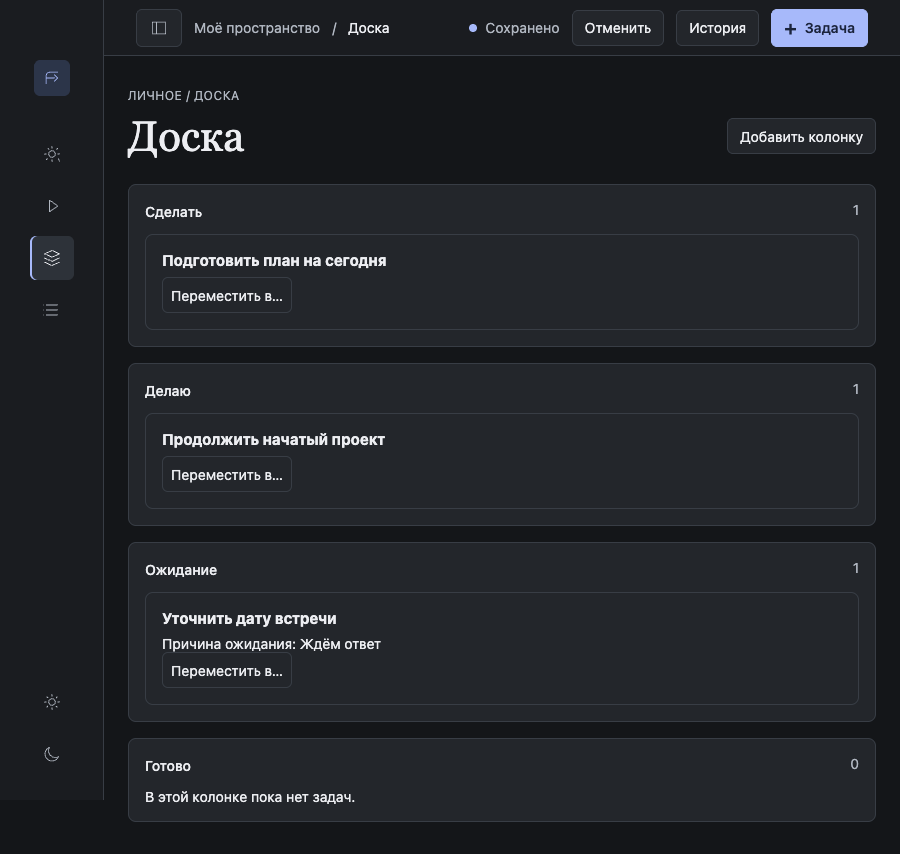 Моё пространство / Доска
Сохранено
Отменить
История
+ Задача
ЛИЧНОЕ / ДОСКА
Доска
Добавить колонку
Сделать
1
Подготовить план на сегодня
Переместить в...
Делаю
1
Продолжить начатый проект
Переместить в...
Ожидание
1
Уточнить дату встречи
Причина ожидания: Ждём ответ
Переместить в...
Готово
0
В этой колонке пока нет задач.